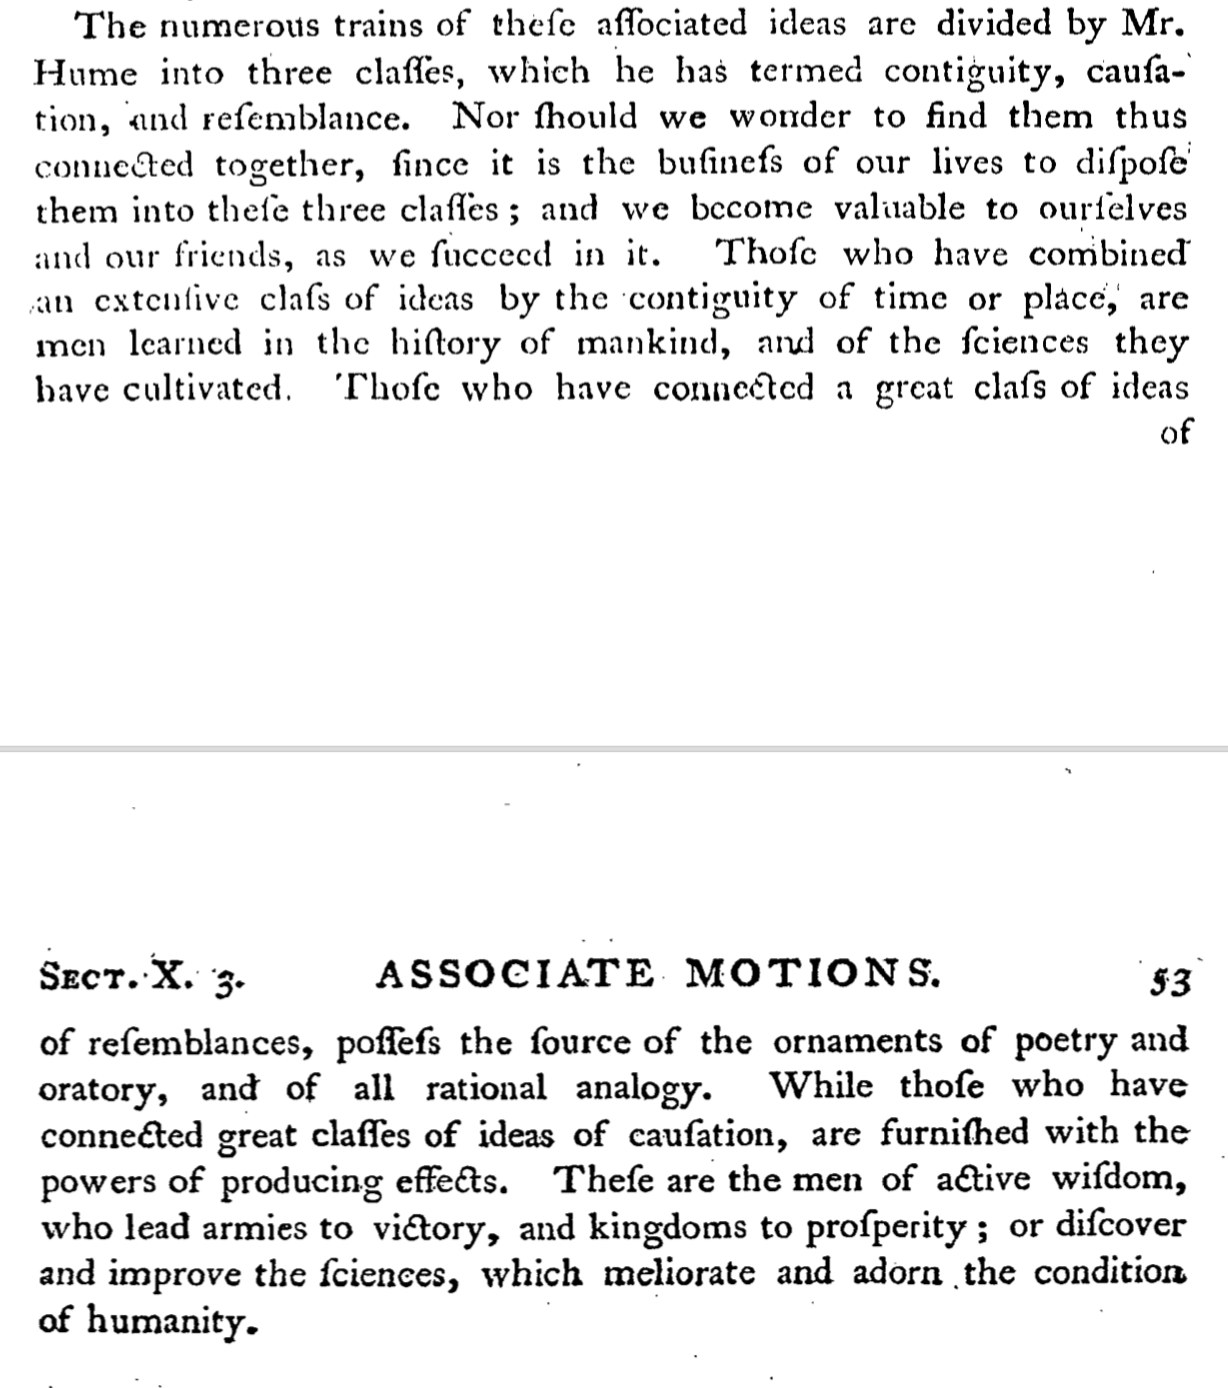 The numerous trains of theſe aſſociated ideas are divided by Mr.
Hume into three claſſes, which he has termed contiguity, cauſa-
tion, and reſemblance. Nor ſhould we wonder to find them thus
connected together, ſince it is the buſineſs of our lives to diſpoſe
them into theſe three claſſes; and we become valuable to ourſelves
and our friends, as we ſucceed in it. Thoſe who have combined
an extenſive claſs of ideas by the contiguity of time or place, are
men learned in the hiſtory of mankind, and of the ſciences they
have cultivated. Thoſe who have connected a great claſs of ideas
of
SECT. X. 3. ASSOCIATE MOTIONS. 53
of reſemblances, poſſeſs the ſource of the ornaments of poetry and
oratory, and of all rational analogy. While thoſe who have
connected great claſſes of ideas of cauſation, are furniſhed with the
powers of producing effects. Theſe are the men of active wiſdom,
who lead armies to victory, and kingdoms to proſperity; or diſcover
and improve the ſciences, which meliorate and adorn the condition
of humanity.